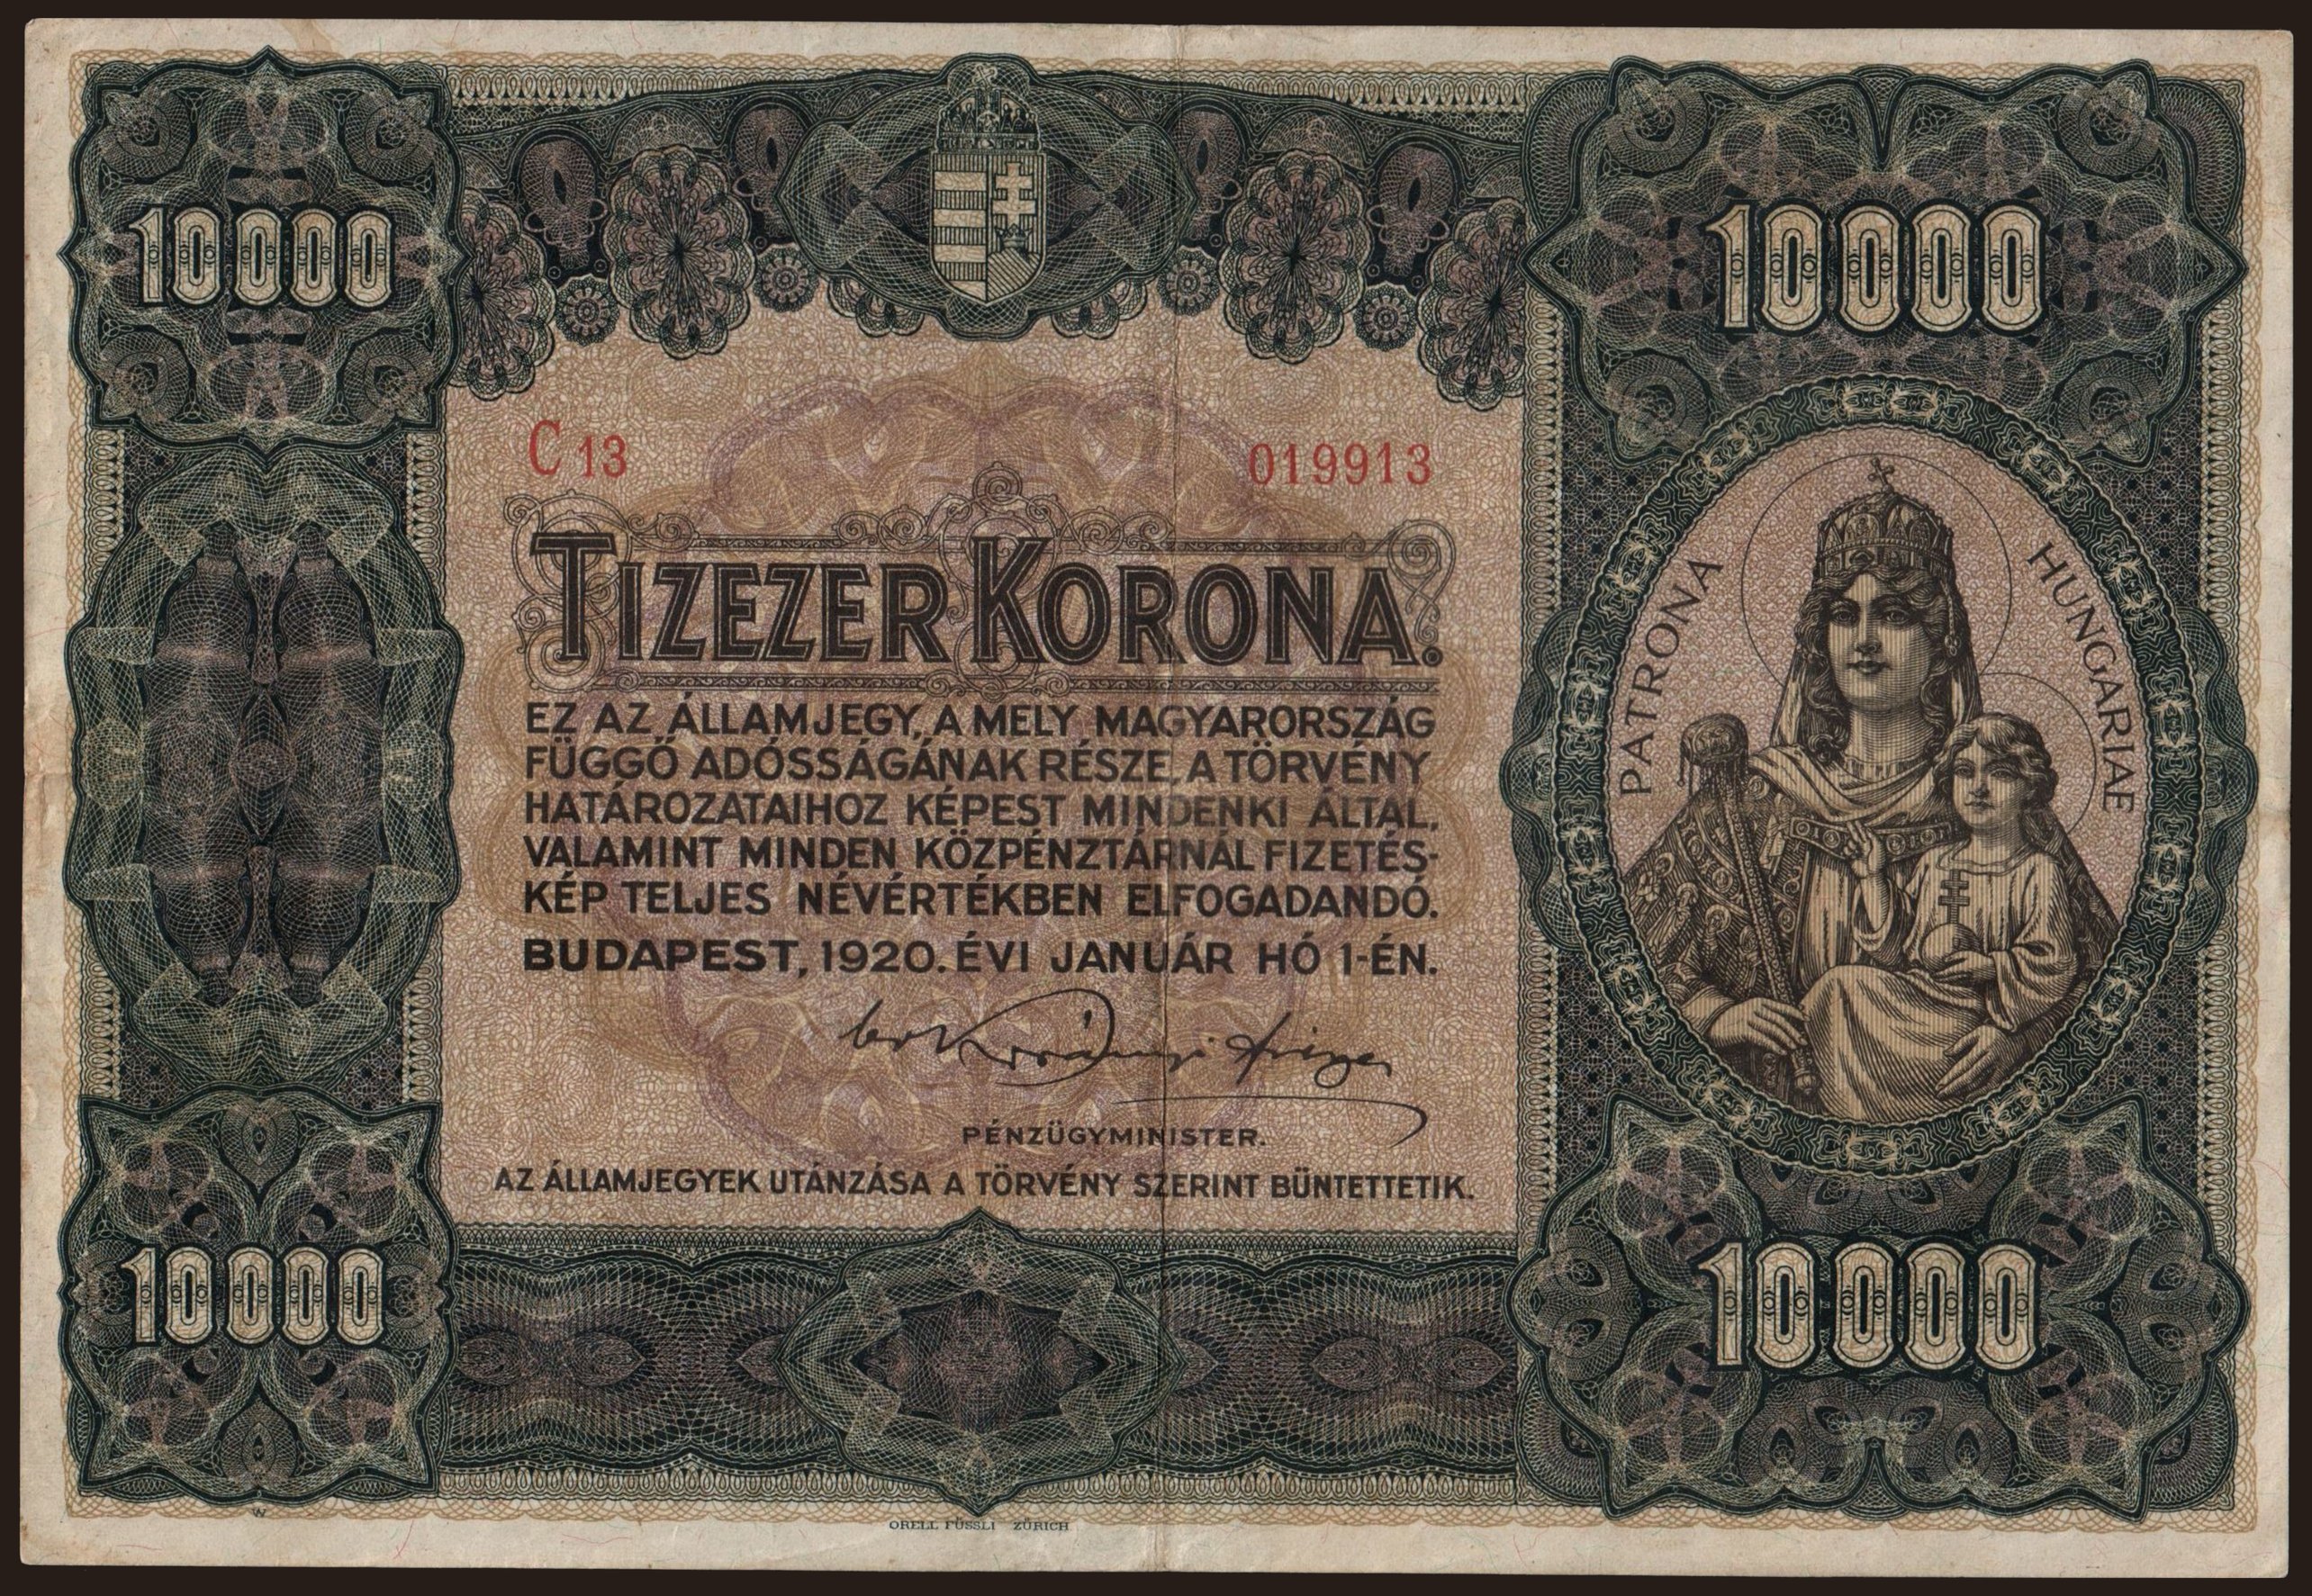 10000
10000
C 13
019913
PATRONA HUNGARIAE
TIZEZER KORONA.
EZ AZ ÁLLAMJEGY, A MELY MAGYARORSZÁG
FÜGGŐ ADÓSSÁGÁNAK RÉSZE, A TÖRVÉNY
HATÁROZATAIHOZ KÉPEST MINDENKI ÁLTAL,
VALAMINT MINDEN KÖZPÉNZTÁRNÁL FIZETÉS-
KÉP TELJES NÉVÉRTÉKBEN ELFOGADANDÓ.
BUDAPEST, 1920. ÉVI JANUÁR HÓ 1-ÉN.
PÉNZÜGYMINISTER.
AZ ÁLLAMJEGYEK UTÁNZÁSA A TÖRVÉNY SZERINT BÜNTETTETIK.
10000
10000
W
ORELL FÜSSLI ZÜRICH